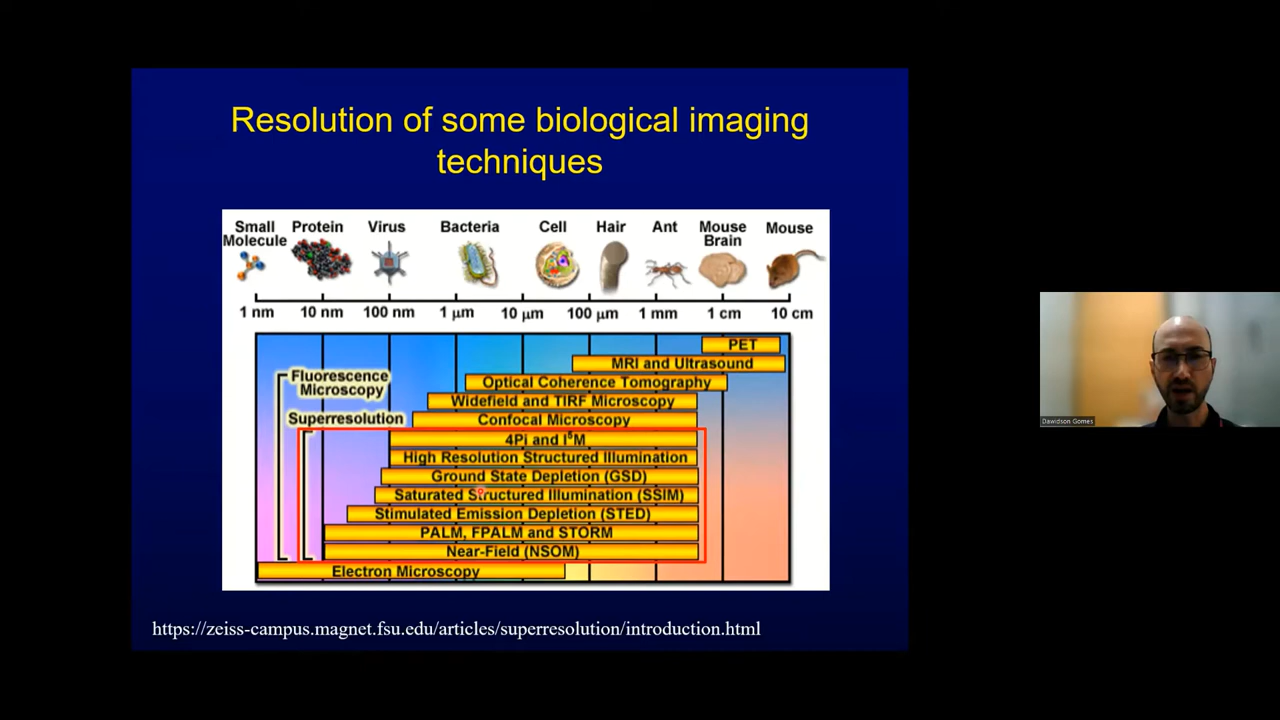 Resolution of some biological imaging
techniques
Small
Molecule
Protein
Virus
Bacteria
Cell
Hair
Ant
Mouse
Brain
Mouse
1 nm
10 nm
100 nm
1 μm
10 μm
100 μm
1 mm
1 cm
10 cm
PET
MRI and Ultrasound
Fluorescence
Microscopy
Optical Coherence Tomography
Widefield and TIRF Microscopy
Superresolution
Confocal Microscopy
4Pi and I⁵M
High Resolution Structured Illumination
Ground State Depletion (GSD)
Saturated Structured Illumination (SSIM)
Stimulated Emission Depletion (STED)
PALM, FPALM and STORM
Near-Field (NSOM)
Electron Microscopy
https://zeiss-campus.magnet.fsu.edu/articles/superresolution/introduction.html
Dawidson Gomes